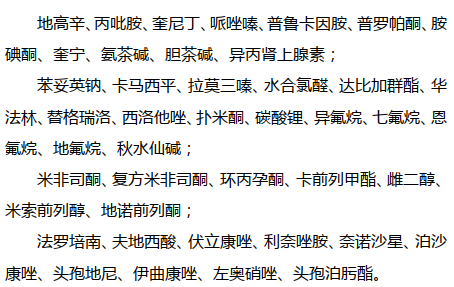 地高辛、丙吡胺、奎尼丁、哌唑嗪、普鲁卡因胺、普罗帕酮、胺
碘酮、奎宁、氨茶碱、胆茶碱、异丙肾上腺素；
苯妥英钠、卡马西平、拉莫三嗪、水合氯醛、达比加群酯、华
法林、替格瑞洛、西洛他唑、扑米酮、碳酸锂、异氟烷、七氟烷、恩
氟烷、地氟烷、秋水仙碱；
米非司酮、复方米非司酮、环丙孕酮、卡前列甲酯、雌二醇、
米索前列醇、地诺前列酮；
法罗培南、夫地西酸、伏立康唑、利奈唑胺、奈诺沙星、泊沙
康唑、头孢地尼、伊曲康唑、左奥硝唑、头孢泊肟酯。